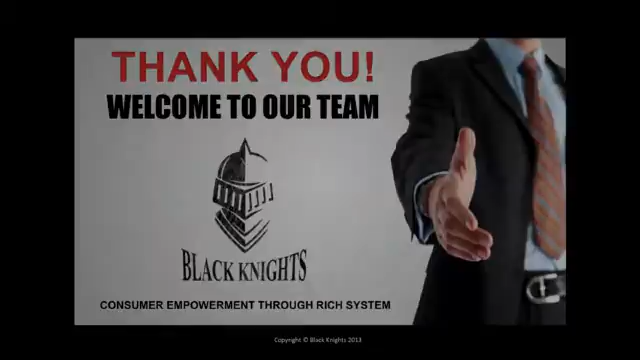 THANK YOU!
WELCOME TO OUR TEAM
BLACK KNIGHTS
CONSUMER EMPOWERMENT THROUGH RICH SYSTEM
Copyright © Black Knights 2013